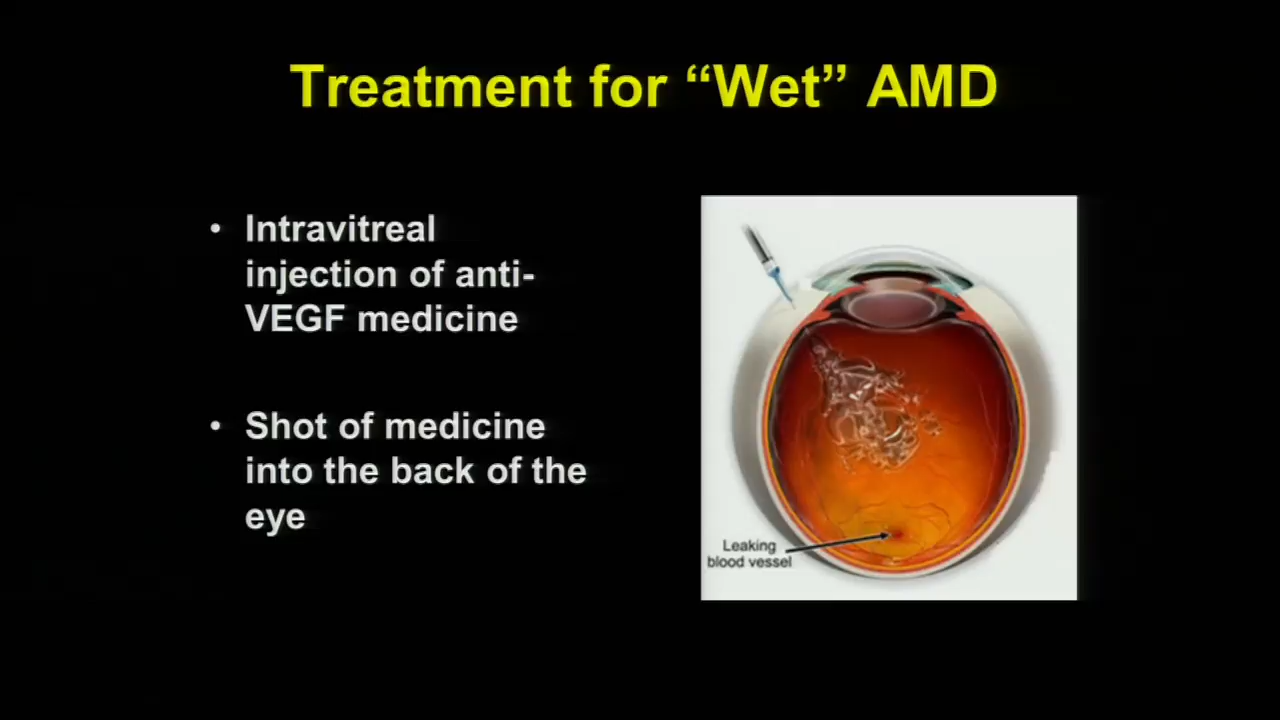 Treatment for “Wet” AMD
• Intravitreal
injection of anti-
VEGF medicine
• Shot of medicine
into the back of the
eye
Leaking
blood vessel